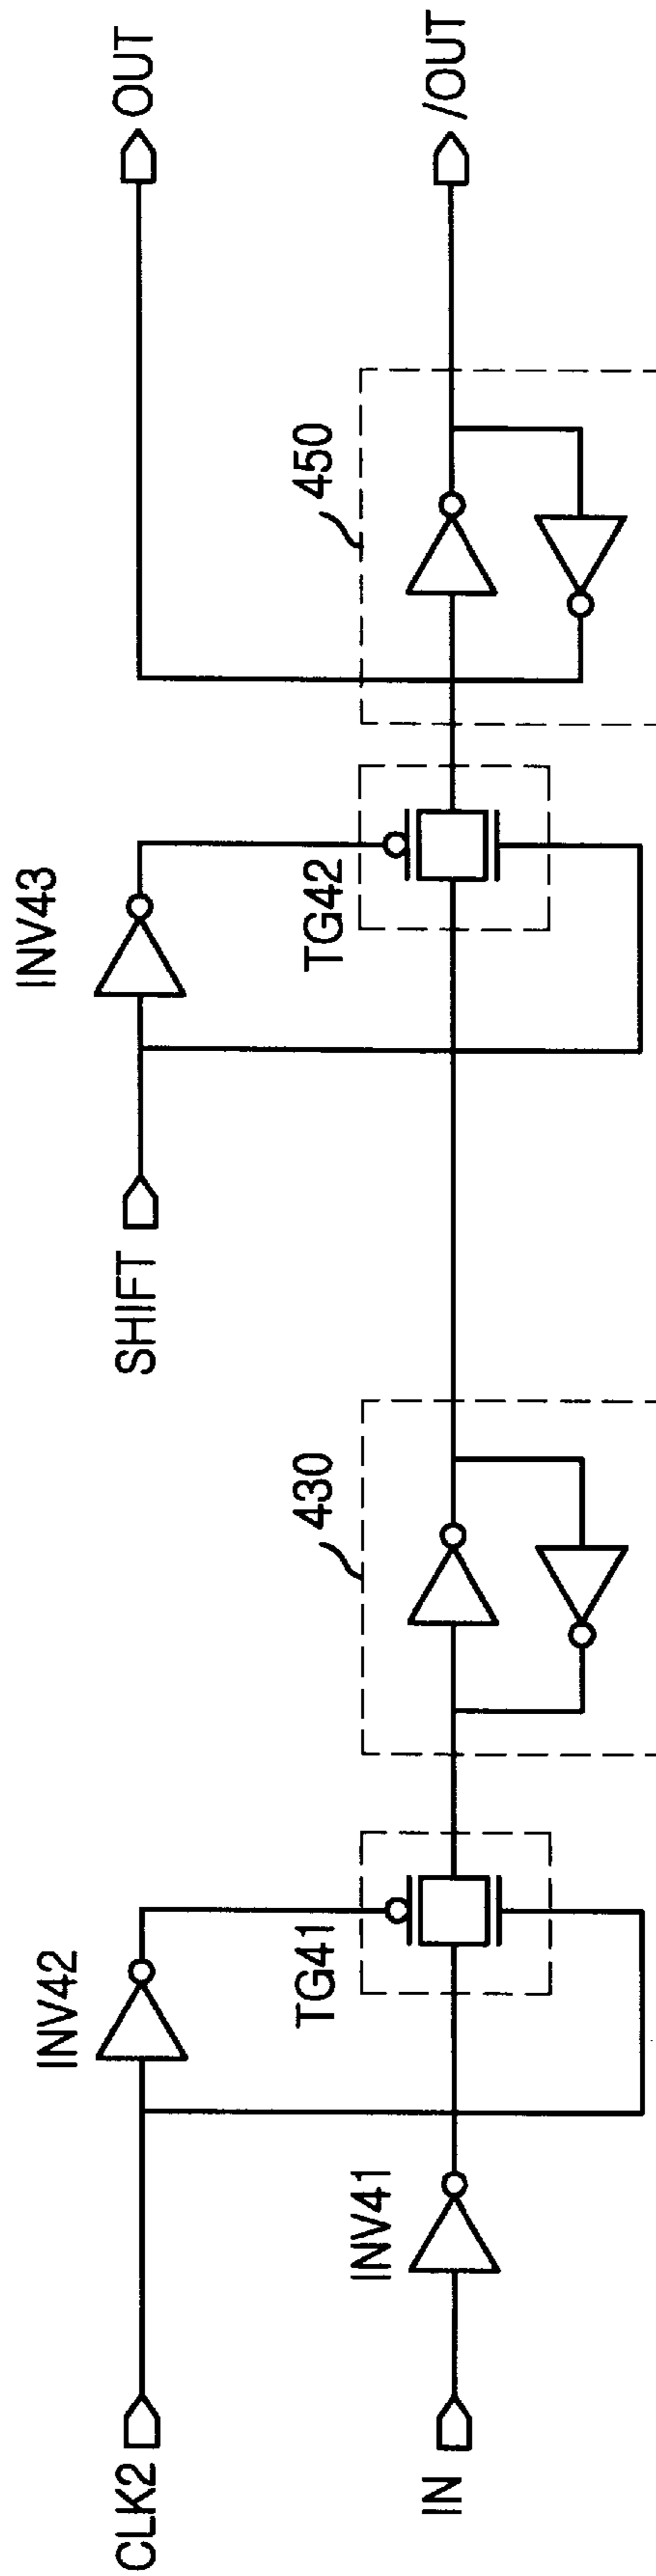 CLK2
IN
INV42
INV41
TG41
430
SHIFT
INV43
TG42
450
OUT
/OUT